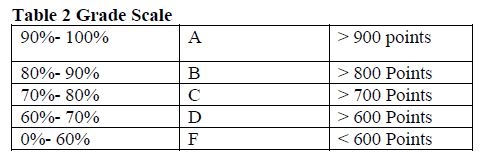 Table 2 Grade Scale
90%- 100% A > 900 points
80%- 90% B > 800 Points
70%- 80% C > 700 Points
60%- 70% D > 600 Points
0%- 60% F < 600 Points